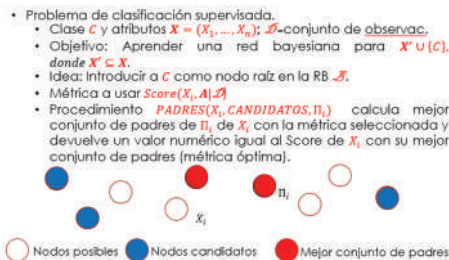 • Problema de clasificación supervisada.
• Clase C y atributos X = (X₁, ..., Xₙ); 𝒟=conjunto de observac.
• Objetivo: Aprender una red bayesiana para X' ∪ {C},
donde X' ⊆ X.
• Idea: Introducir a C como nodo raíz en la RB ℬ.
• Métrica a usar Score(Xᵢ, A|𝒟)
• Procedimiento PADRES(Xᵢ, CANDIDATOS, Πᵢ) calcula mejor
conjunto de padres de Πᵢ de Xᵢ con la métrica seleccionada y
devuelve un valor numérico igual al Score de Xᵢ con su mejor
conjunto de padres (métrica óptima).
Πᵢ
Xᵢ
Nodos posibles Nodos candidatos Mejor conjunto de padres